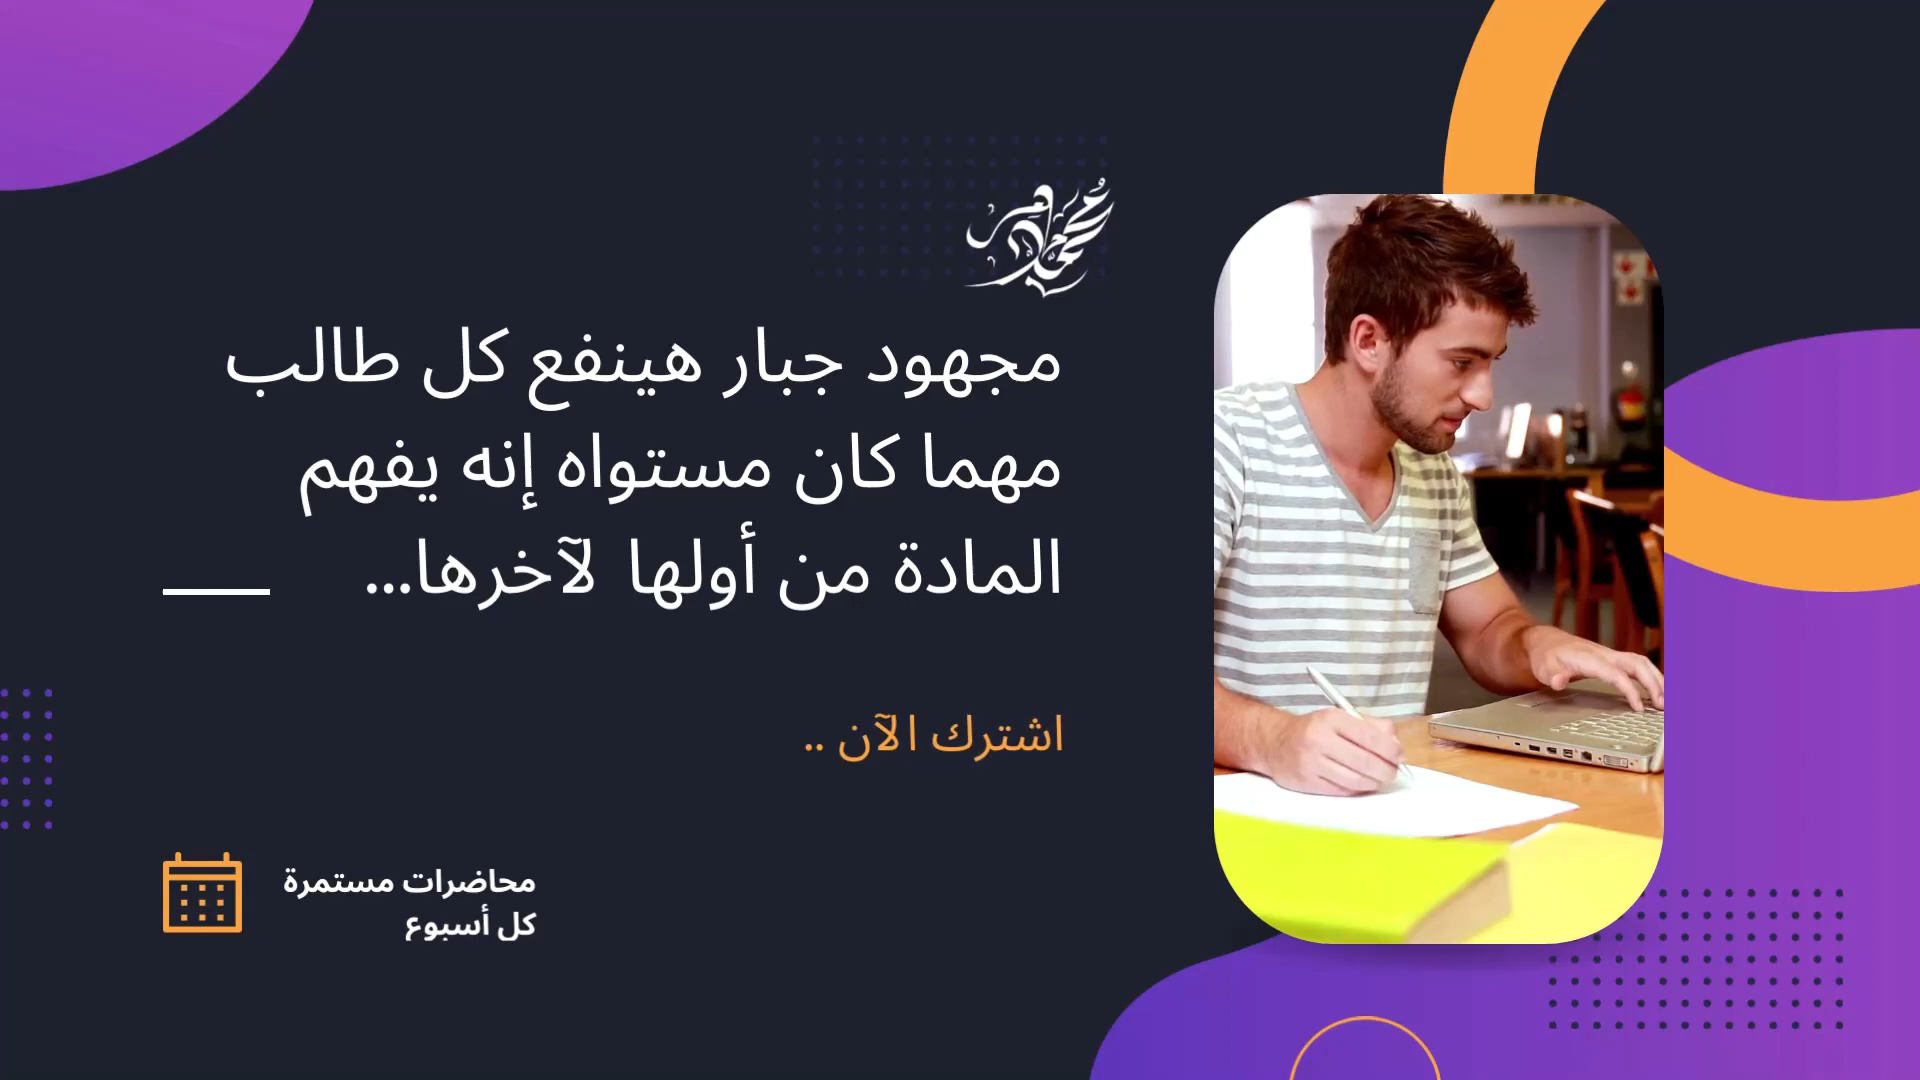 مجهود جبار هينفع كل طالب
مهما كان مستواه إنه يفهم
المادة من أولها لآخرها...
اشترك الآن ..
محاضرات مستمرة
كل أسبوع